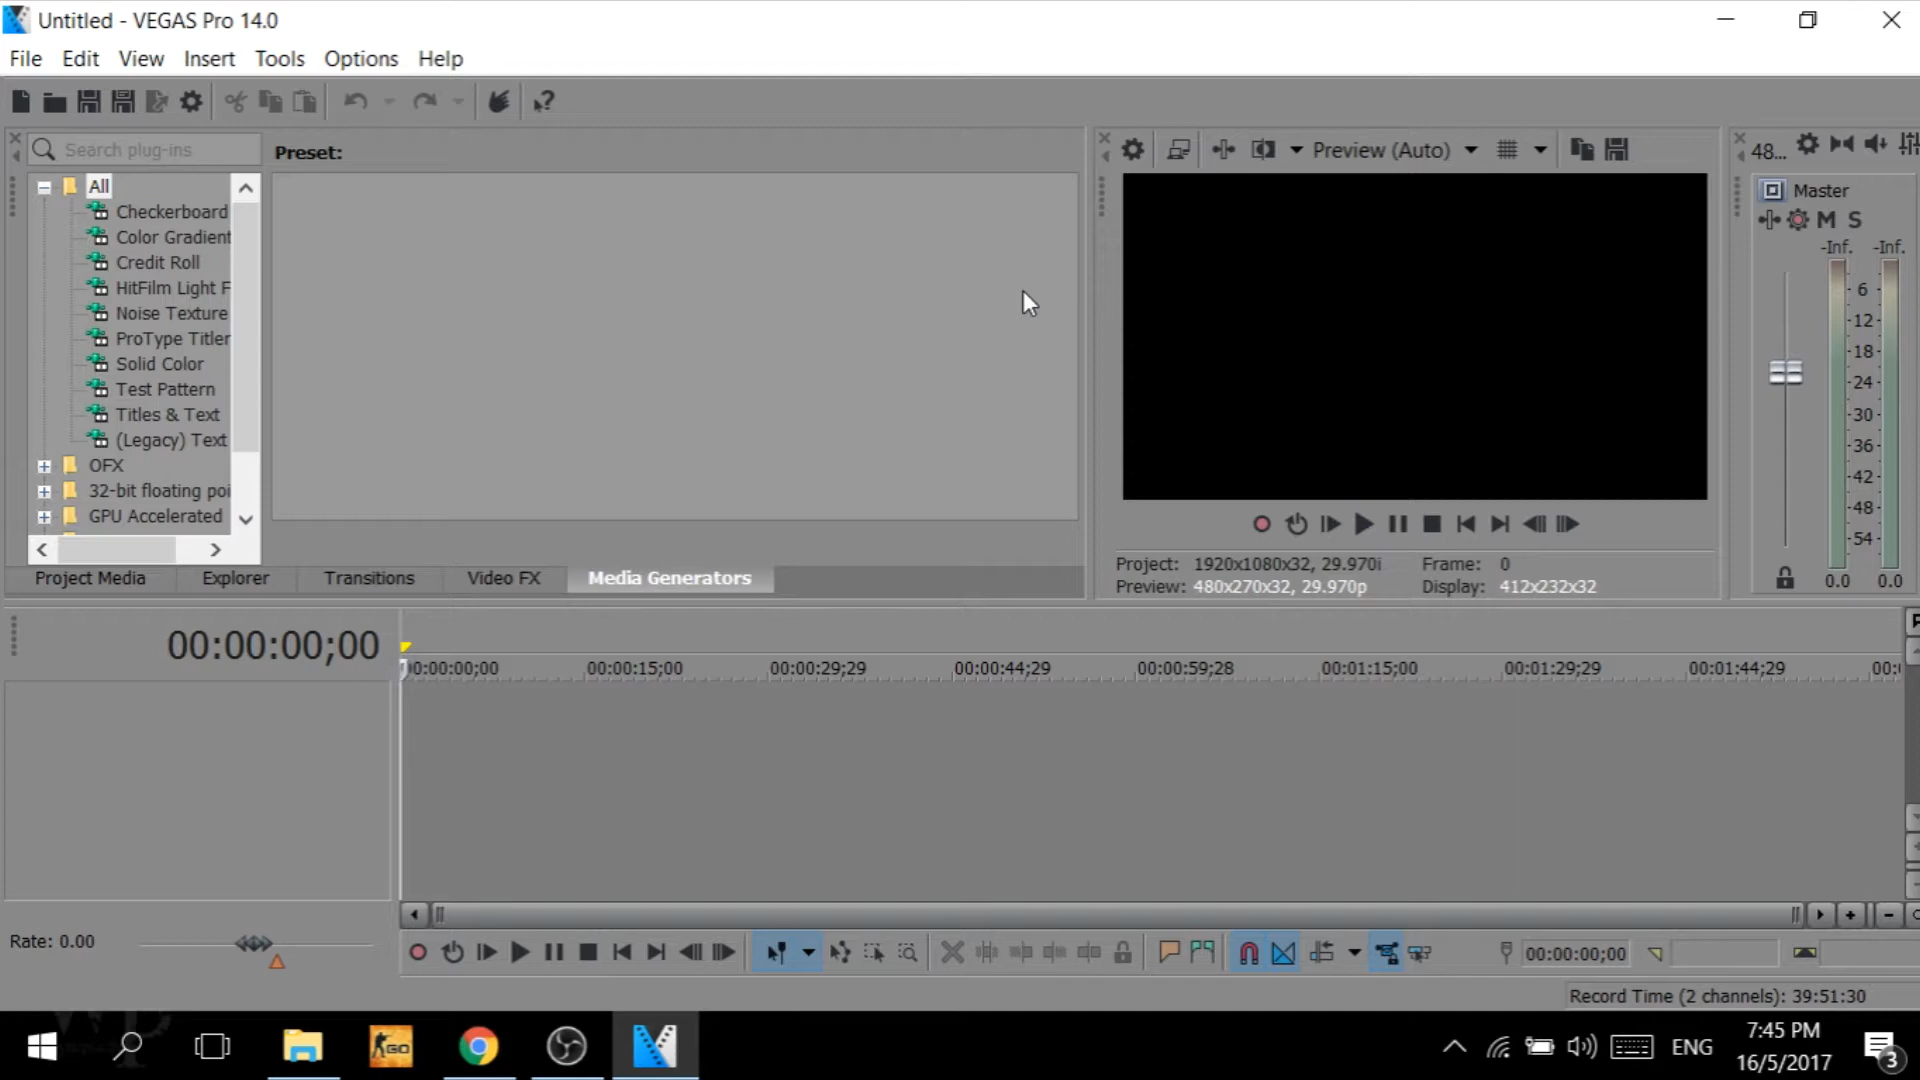 Untitled - VEGAS Pro 14.0
File Edit View Insert Tools Options Help
Search plug-ins
Preset:
Preview (Auto)
48...
All
Checkerboard
Color Gradient
Credit Roll
HitFilm Light F
Noise Texture
ProType Titler
Solid Color
Test Pattern
Titles & Text
(Legacy) Text
OFX
32-bit floating poi
GPU Accelerated
Master
M S
-Inf. -Inf.
6
-12-
-18-
-24-
-30-
-36-
-42-
-48-
-54-
0.0 0.0
Project: 1920x1080x32, 29.970i Frame: 0
Preview: 480x270x32, 29.970p Display: 412x232x32
Project Media Explorer Transitions Video FX Media Generators
00:00:00;00
0:00:00;00 00:00:15;00 00:00:29;29 00:00:44;29 00:00:59;28 00:01:15;00 00:01:29;29 00:01:44;29 00:0
Rate: 0.00
00:00:00;00
Record Time (2 channels): 39:51:30
GO
ENG
7:45 PM
16/5/2017
3